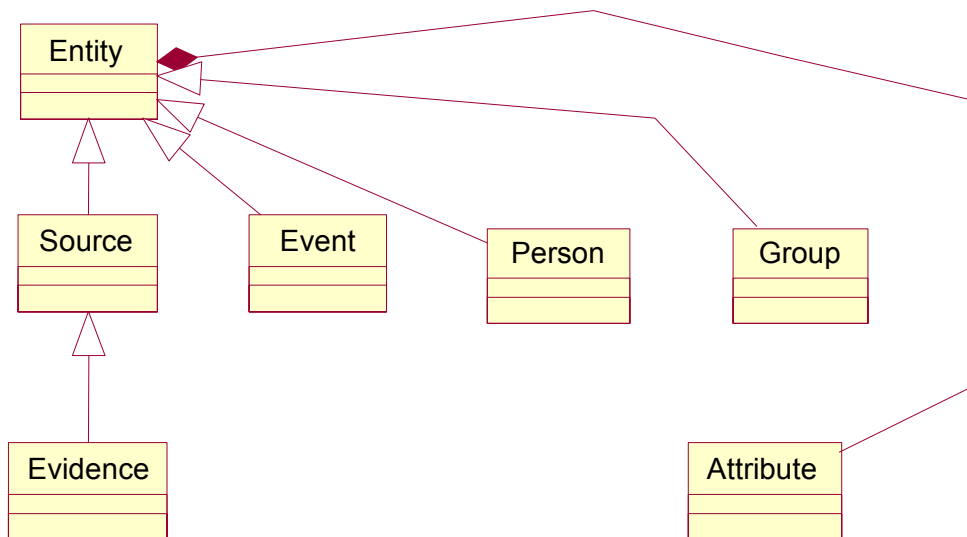 Entity
Source
Event
Person
Group
Evidence
Attribute